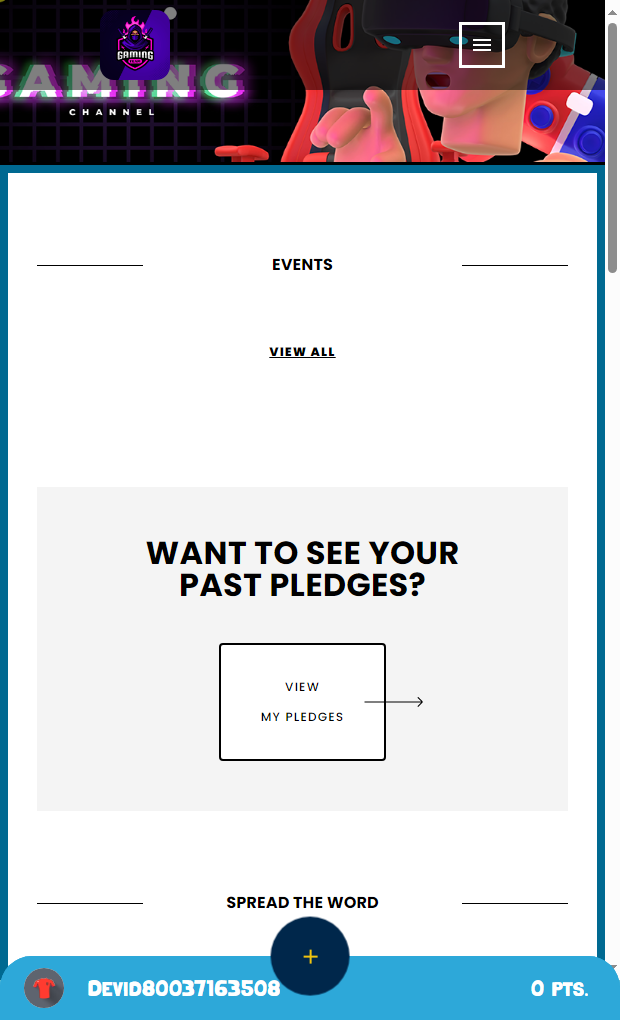 GAMING
GAMING
CHANNEL
EVENTS
VIEW ALL
WANT TO SEE YOUR
PAST PLEDGES?
VIEW
MY PLEDGES
SPREAD THE WORD
+
Devid80037163508
0 PTS.